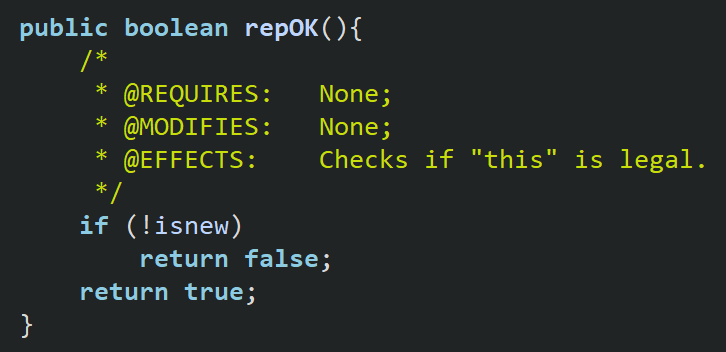 public boolean repOK(){
    /*
     * @REQUIRES:   None;
     * @MODIFIES:   None;
     * @EFFECTS:    Checks if "this" is legal.
     */
    if (!isnew)
        return false;
    return true;
}